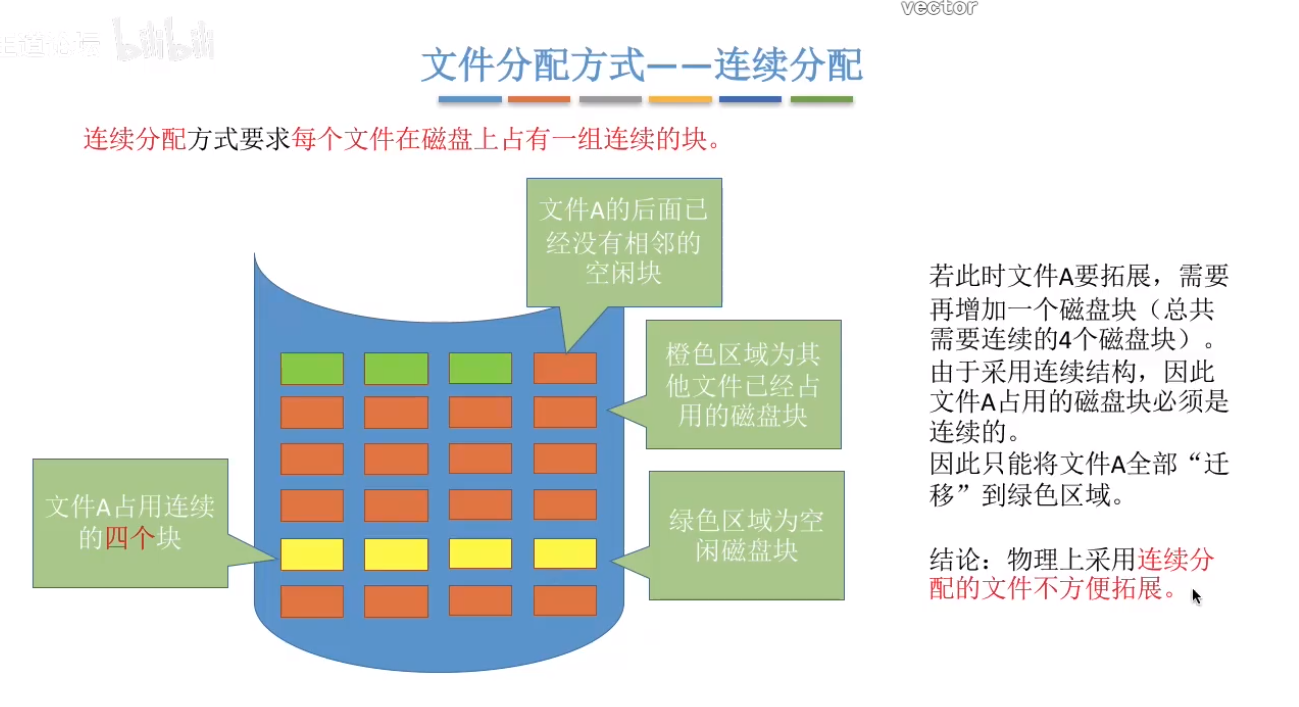 vector
王道论坛
bilibili
文件分配方式——连续分配
连续分配方式要求每个文件在磁盘上占有一组连续的块。
文件A的后面已
经没有相邻的
空闲块
橙色区域为其
他文件已经占
用的磁盘块
文件A占用连续
的四个块
绿色区域为空
闲磁盘块
若此时文件A要拓展，需要
再增加一个磁盘块（总共
需要连续的4个磁盘块）。
由于采用连续结构，因此
文件A占用的磁盘块必须是
连续的。
因此只能将文件A全部“迁
移”到绿色区域。
结论：物理上采用连续分
配的文件不方便拓展。